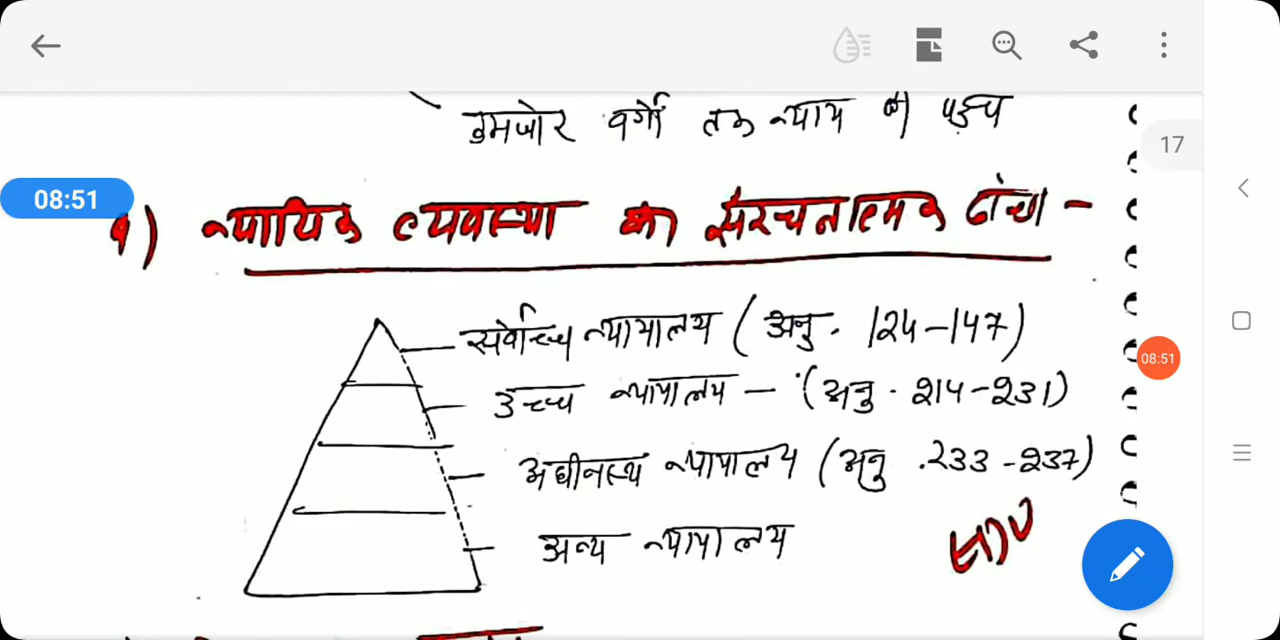 कमजोर वर्गों तक न्याय की पहुंच
17
08:51
१) न्यायिक व्यवस्था का संरचनात्मक ढांचा -
सर्वोच्च न्यायालय (अनु. 124-147)
08:51
उच्च न्यायालय - (अनु. 214-231)
अधीनस्थ न्यायालय (अनु .233-237)
अन्य न्यायालय